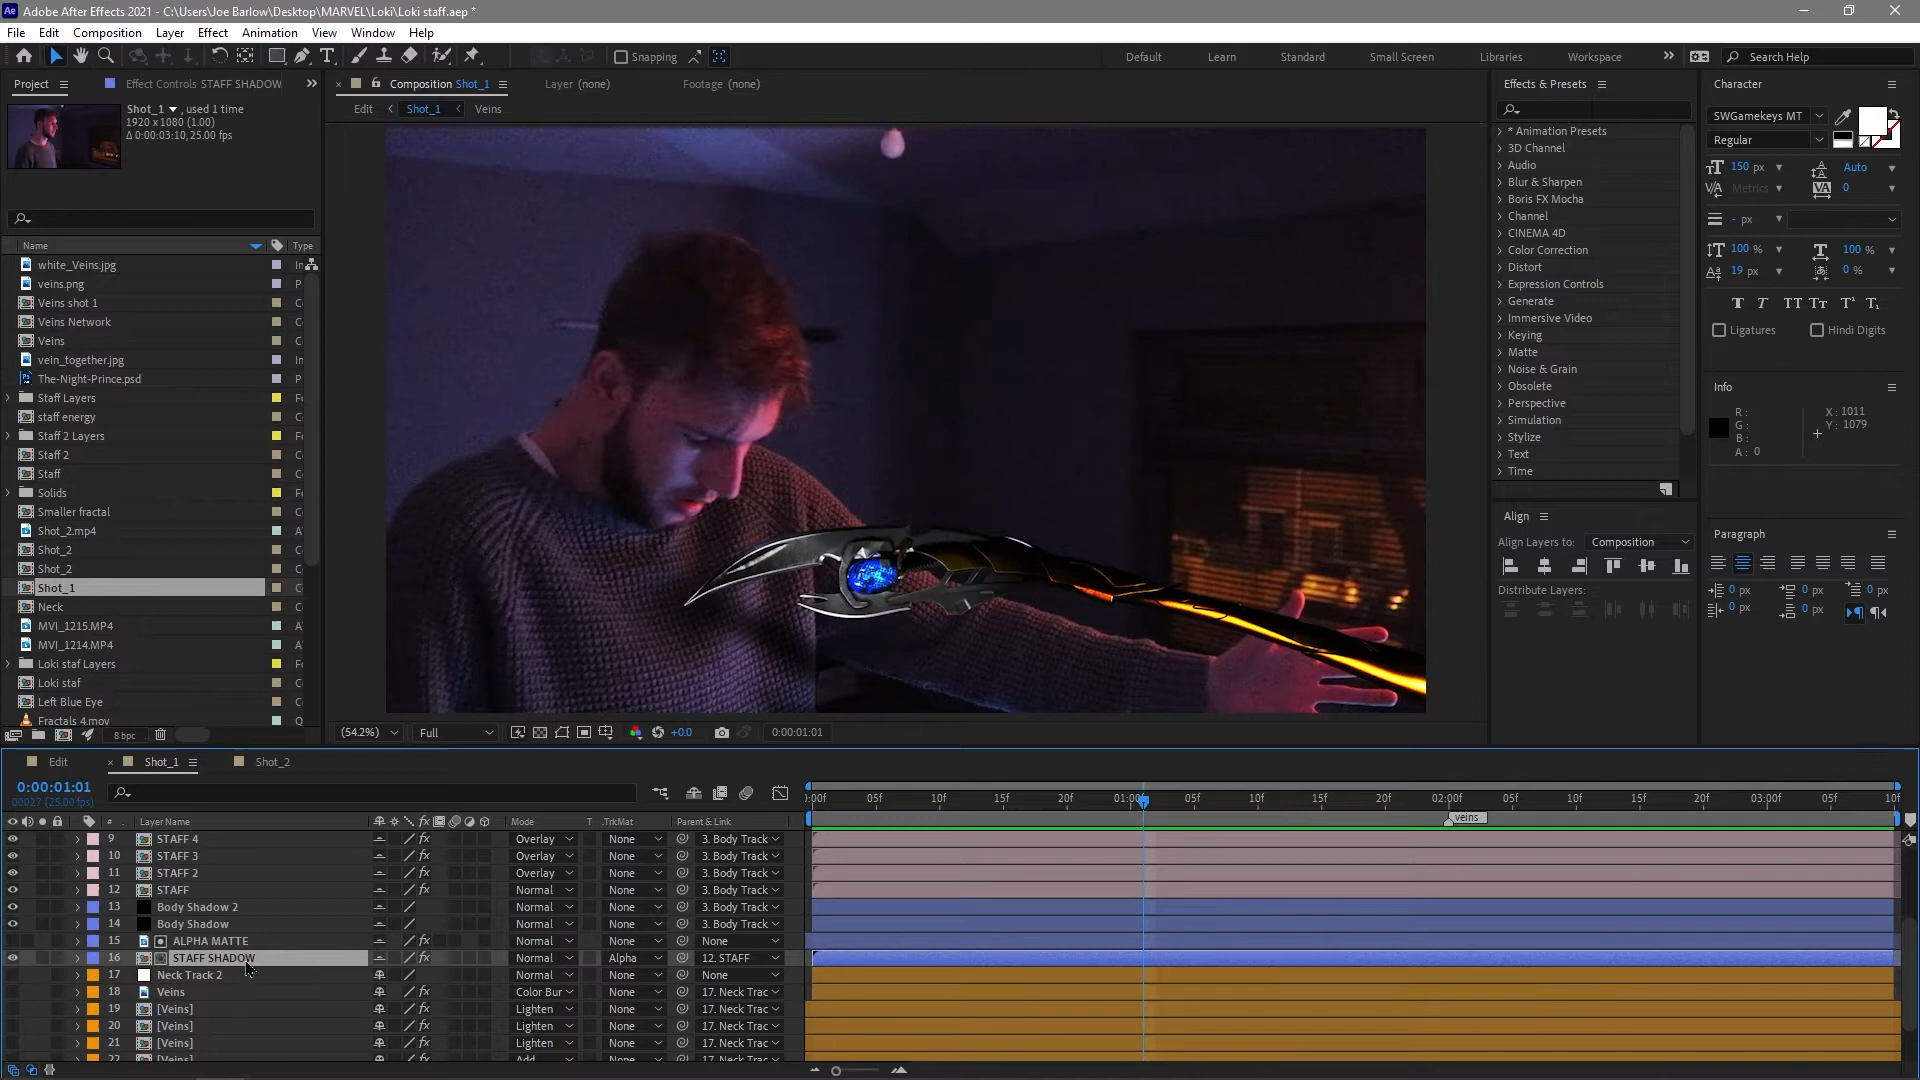 Adobe After Effects 2021 - C:\Users\Joe Barlow\Desktop\MARVEL\Loki\Loki staff.aep *
File Edit Composition Layer Effect Animation View Window Help
Snapping Default Learn Standard Small Screen Libraries Workspace Search Help
Project Effect Controls STAFF SHADOW
Composition Shot_1 Layer (none) Footage (none)
Edit Shot_1 Veins
Shot_1 , used 1 time
1920 x 1080 (1.00)
Δ 0:00:03:10, 25.00 fps
Name Type
white_Veins.jpg
veins.png P
Veins shot 1 C
Veins Network C
Veins C
vein_together.jpg In
The-Night-Prince.psd P
Staff Layers
staff energy C
Staff 2 Layers
Staff 2 C
Staff C
Solids
Smaller fractal C
Shot_2.mp4 A
Shot_2 C
Shot_2 C
Shot_1 C
Neck C
MVI_1215.MP4 A
MVI_1214.MP4 A
Loki staf Layers
Loki staf C
Left Blue Eye C
Fractals 4.mov Q
8 bpc
(54.2%) Full +0.0 0:00:01:01
Effects & Presets
* Animation Presets
3D Channel
Audio
Blur & Sharpen
Boris FX Mocha
Channel
CINEMA 4D
Color Correction
Distort
Expression Controls
Generate
Immersive Video
Keying
Matte
Noise & Grain
Obsolete
Perspective
Simulation
Stylize
Text
Time
Align
Align Layers to: Composition
Distribute Layers:
Character
SWGamekeys MT
Regular
150 px Auto
Metrics 0
- px
100 % 100 %
19 px 0 %
Ligatures Hindi Digits
Info
R : X : 1011
G : Y : 1079
B :
A : 0
Paragraph
0 px 0 px 0 px
0 px 0 px
Edit Shot_1 Shot_2
0:00:01:01
00027 (25.00 fps)
:00f 05f 10f 15f 20f 01:00f 05f 10f 15f 20f 02:00f 05f 10f 15f 20f 03:00f 05f 10f
# Layer Name Mode T .TrkMat Parent & Link
veins
9 STAFF 4 Overlay None 3. Body Track
10 STAFF 3 Overlay None 3. Body Track
11 STAFF 2 Overlay None 3. Body Track
12 STAFF Normal None 3. Body Track
13 Body Shadow 2 Normal None 3. Body Track
14 Body Shadow Normal None 3. Body Track
15 ALPHA MATTE Normal None None
16 STAFF SHADOW Normal Alpha 12. STAFF
17 Neck Track 2 Normal None None
18 Veins Color Bur None 17. Neck Trac
19 [Veins] Lighten None 17. Neck Trac
20 [Veins] Lighten None 17. Neck Trac
21 [Veins] Lighten None 17. Neck Trac
22 [Veins] Add None 17. Neck Trac